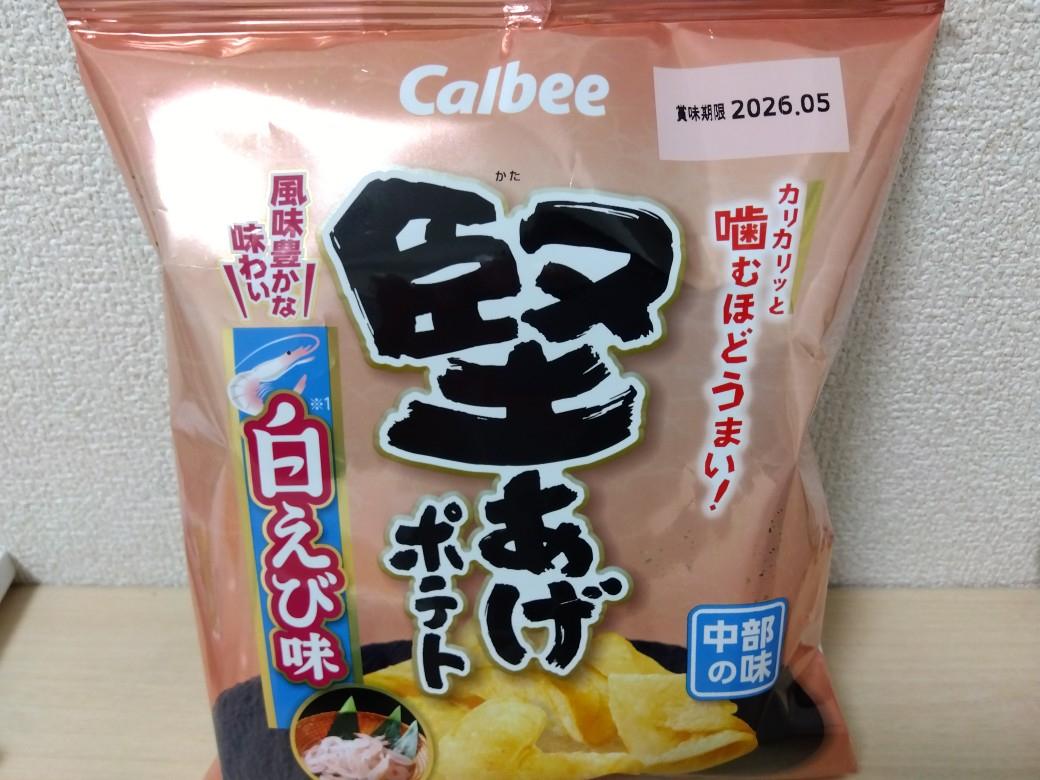 Calbee
賞味期限 2026.05
かた
堅あげ
ポテト
カリカリッと
噛むほどうまい!
風味豊かな
味わい
※1
白えび味
中部
の味